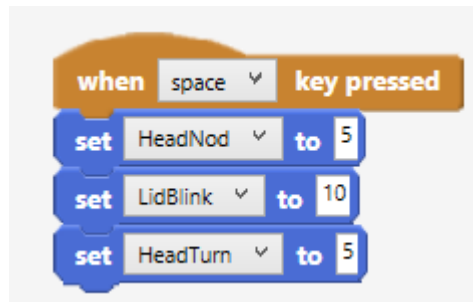 when space key pressed
set HeadNod to 5
set LidBlink to 10
set HeadTurn to 5